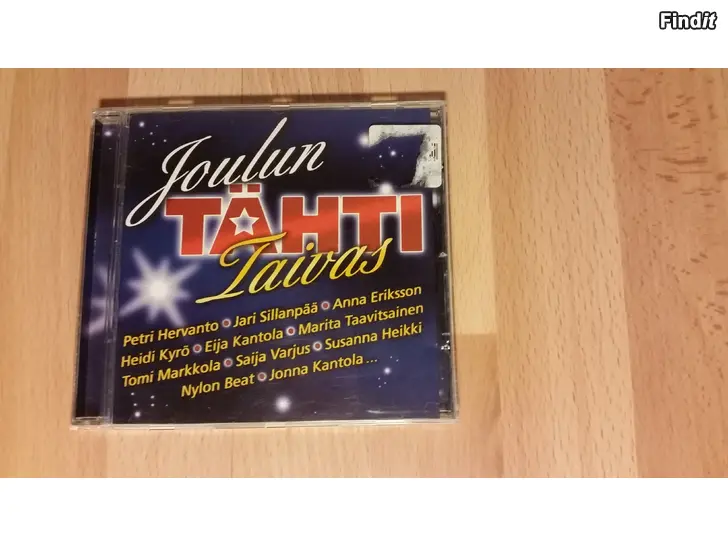 Findit
Joulun
7
TÄHTI
Taivas
Petri Hervanto • Jari Sillanpää • Anna Eriksson
Heidi Kyrö • Eija Kantola • Marita Taavitsainen
Tomi Markkola • Saija Varjus • Susanna Heikki
Nylon Beat • Jonna Kantola ...